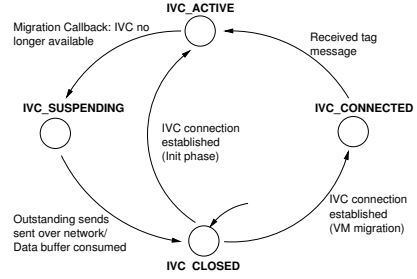 IVC_ACTIVE
Migration Callback: IVC no
longer available
Received tag
message
IVC_SUSPENDING
IVC_CONNECTED
IVC connection
established
(Init phase)
IVC connection
established
(VM migration)
Outstanding sends
sent over network/
Data buffer consumed
IVC_CLOSED